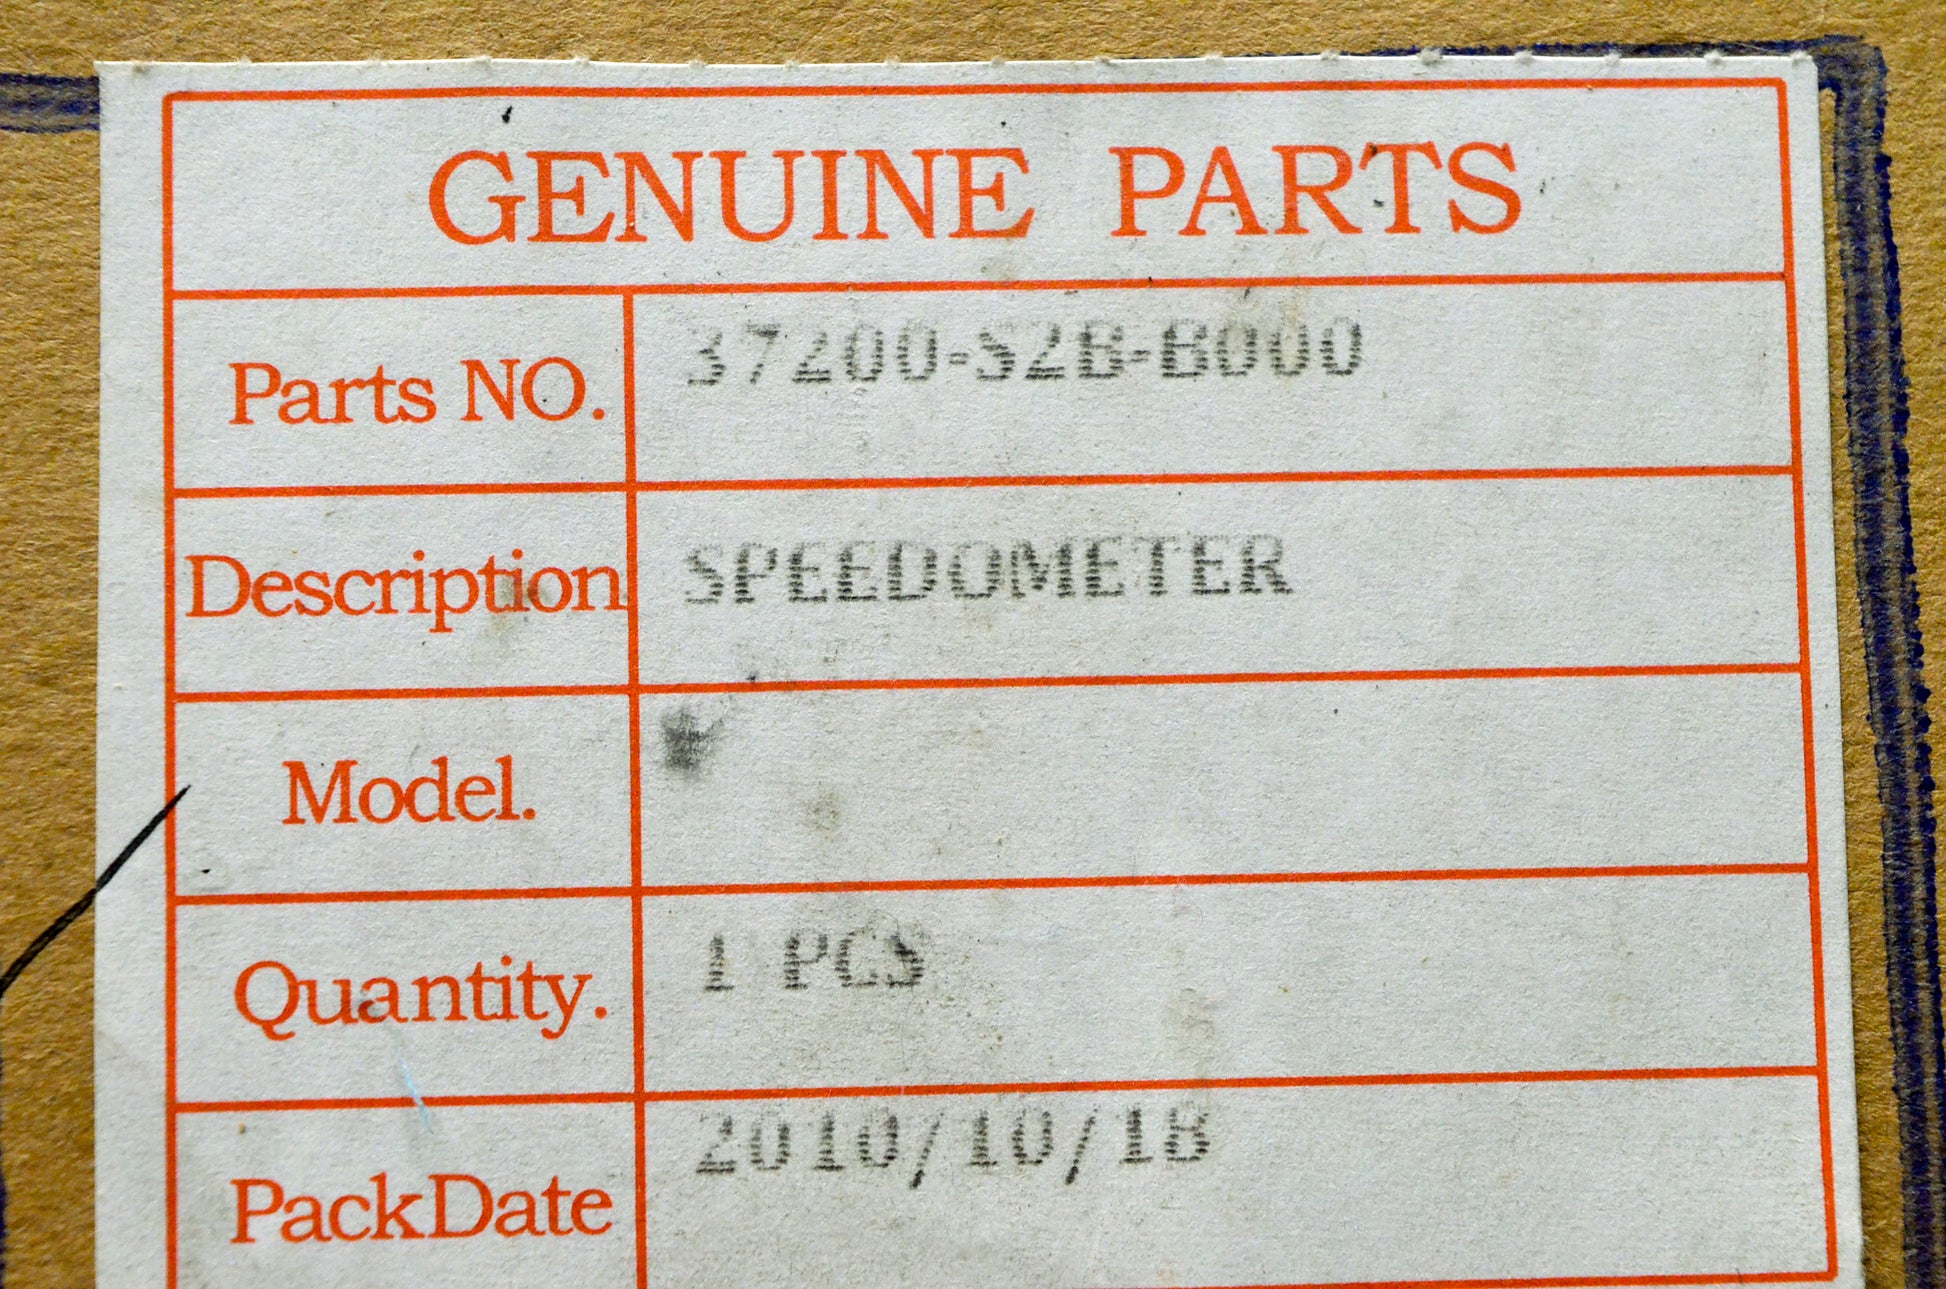 GENUINE PARTS
Parts NO. 37200-S2B-B000
Description SPEEDOMETER
Model.
Quantity. 1 PCS
PackDate 2010/10/18